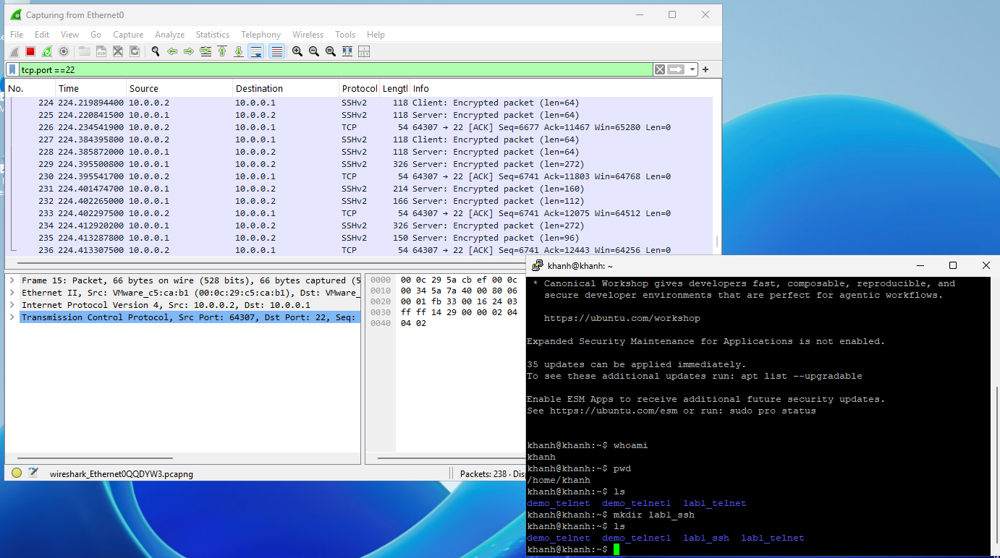 Capturing from Ethernet0
File Edit View Go Capture Analyze Statistics Telephony Wireless Tools Help
tcp.port ==22
No. Time Source Destination Protocol Lengtl Info
224 224.219894400 10.0.0.2 10.0.0.1 SSHv2 118 Client: Encrypted packet (len=64)
225 224.220841500 10.0.0.1 10.0.0.2 SSHv2 118 Server: Encrypted packet (len=64)
226 224.234541900 10.0.0.2 10.0.0.1 TCP 54 64307 → 22 [ACK] Seq=6677 Ack=11467 Win=65280 Len=0
227 224.384395800 10.0.0.2 10.0.0.1 SSHv2 118 Client: Encrypted packet (len=64)
228 224.385872000 10.0.0.1 10.0.0.2 SSHv2 118 Server: Encrypted packet (len=64)
229 224.395500800 10.0.0.1 10.0.0.2 SSHv2 326 Server: Encrypted packet (len=272)
230 224.395541700 10.0.0.2 10.0.0.1 TCP 54 64307 → 22 [ACK] Seq=6741 Ack=11803 Win=64768 Len=0
231 224.401474700 10.0.0.1 10.0.0.2 SSHv2 214 Server: Encrypted packet (len=160)
232 224.402265000 10.0.0.1 10.0.0.2 SSHv2 166 Server: Encrypted packet (len=112)
233 224.402297500 10.0.0.2 10.0.0.1 TCP 54 64307 → 22 [ACK] Seq=6741 Ack=12075 Win=64512 Len=0
234 224.412920200 10.0.0.1 10.0.0.2 SSHv2 326 Server: Encrypted packet (len=272)
235 224.413287800 10.0.0.1 10.0.0.2 SSHv2 150 Server: Encrypted packet (len=96)
236 224.413307500 10.0.0.2 10.0.0.1 TCP 54 64307 → 22 [ACK] Seq=6741 Ack=12443 Win=64256 Len=0
Frame 15: Packet, 66 bytes on wire (528 bits), 66 bytes captured (5
Ethernet II, Src: VMware_c5:ca:b1 (00:0c:29:c5:ca:b1), Dst: VMware_
Internet Protocol Version 4, Src: 10.0.0.2, Dst: 10.0.0.1
Transmission Control Protocol, Src Port: 64307, Dst Port: 22, Seq:
0000 00 0c 29 5a cb ef 00 0c
0010 00 34 5a 7a 40 00 80 06
0020 00 01 fb 33 00 16 24 03
0030 ff ff 14 29 00 00 02 04
0040 04 02
wireshark_Ethernet0QQDYW3.pcapng
Packets: 238 · Dis
khanh@khanh: ~
* Canonical Workshop gives developers fast, composable, reproducible, and
secure developer environments that are perfect for agentic workflows.
https://ubuntu.com/workshop
Expanded Security Maintenance for Applications is not enabled.
35 updates can be applied immediately.
To see these additional updates run: apt list --upgradable
Enable ESM Apps to receive additional future security updates.
See https://ubuntu.com/esm or run: sudo pro status
khanh@khanh:~$ whoami
khanh
khanh@khanh:~$ pwd
/home/khanh
khanh@khanh:~$ ls
demo_telnet demo_telnet1 lab1_telnet
khanh@khanh:~$ mkdir lab1_ssh
khanh@khanh:~$ ls
demo_telnet demo_telnet1 lab1_ssh lab1_telnet
khanh@khanh:~$